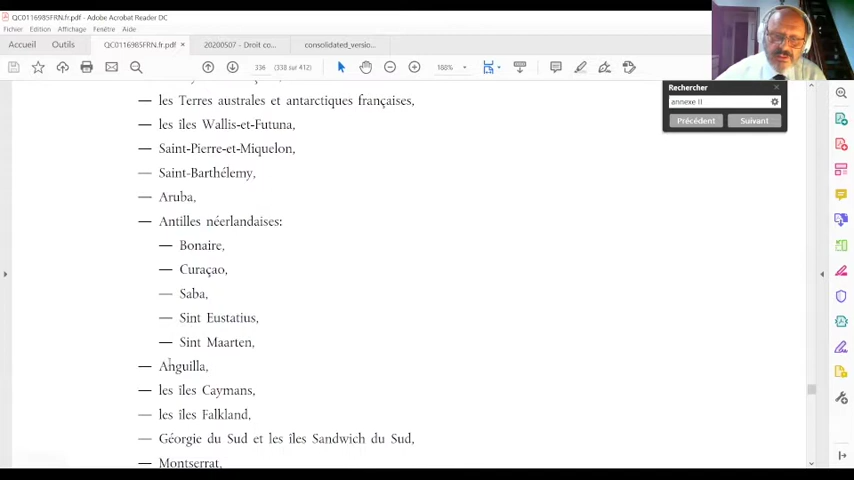 QC0116985FRN.fr.pdf - Adobe Acrobat Reader DC
Fichier Edition Affichage Fenêtre Aide
Accueil Outils QC0116985FRN.fr.pdf × 20200507 - Droit co... consolidated_versio...
336 (338 sur 412) 188%
Rechercher ×
annexe II
Précédent Suivant
— les Terres australes et antarctiques françaises,
— les îles Wallis-et-Futuna,
— Saint-Pierre-et-Miquelon,
— Saint-Barthélemy,
— Aruba,
— Antilles néerlandaises:
— Bonaire,
— Curaçao,
— Saba,
— Sint Eustatius,
— Sint Maarten,
— Anguilla,
— les îles Caymans,
— les îles Falkland,
— Géorgie du Sud et les îles Sandwich du Sud,
— Montserrat,